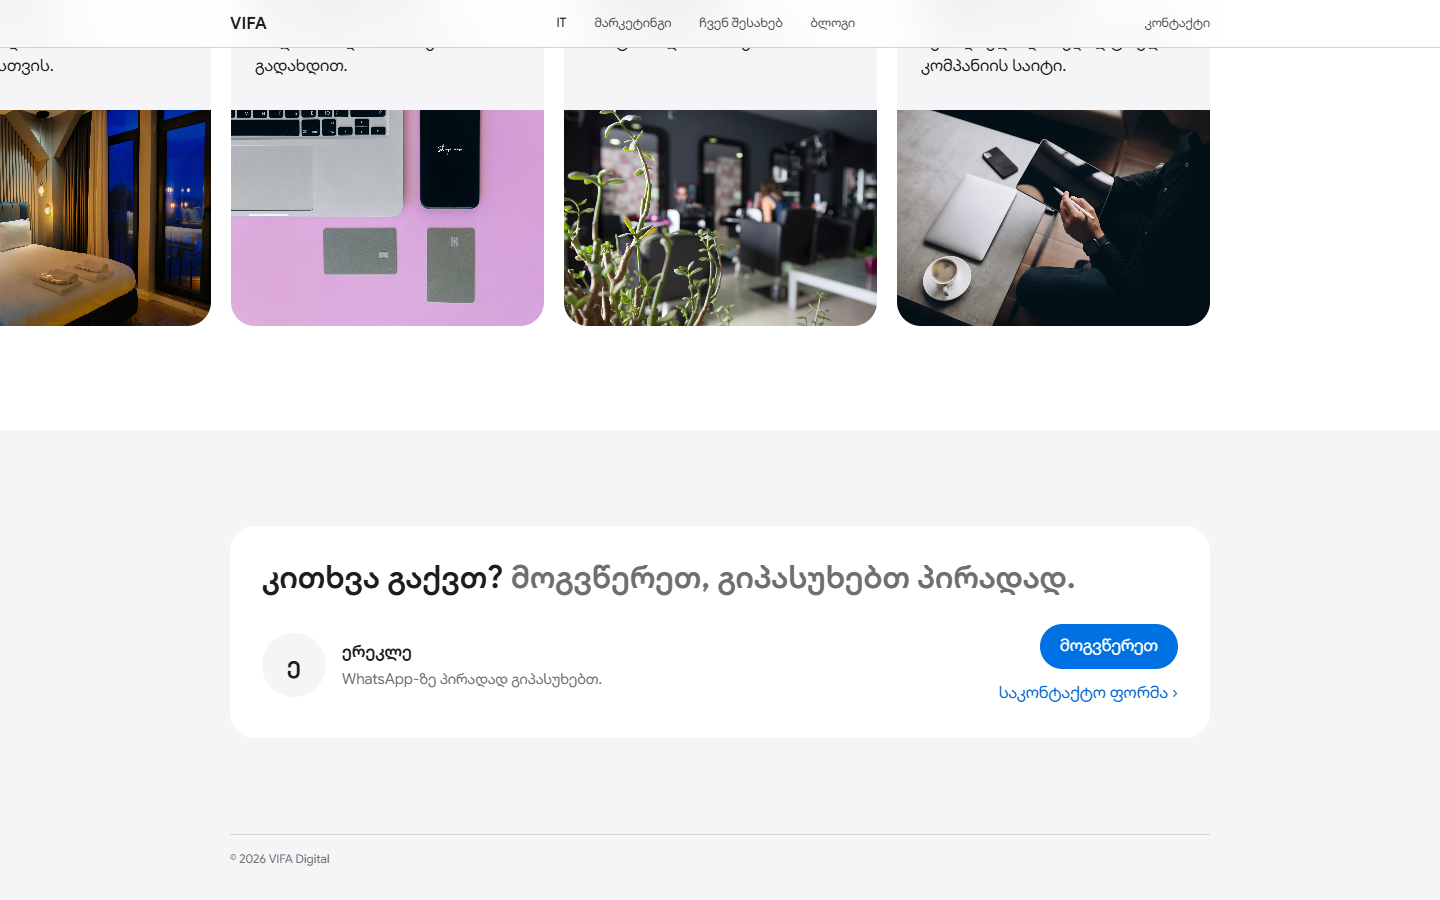 VIFA
IT
მარკეტინგი
ჩვენ შესახებ
ბლოგი
კონტაქტი
სთვის.
გადახდით.
კომპანიის საიტი.
კითხვა გაქვთ? მოგვწერეთ, გიპასუხებთ პირადად.
ე
ერეკლე
WhatsApp-ზე პირადად გიპასუხებთ.
მოგვწერეთ
საკონტაქტო ფორმა ›
© 2026 VIFA Digital